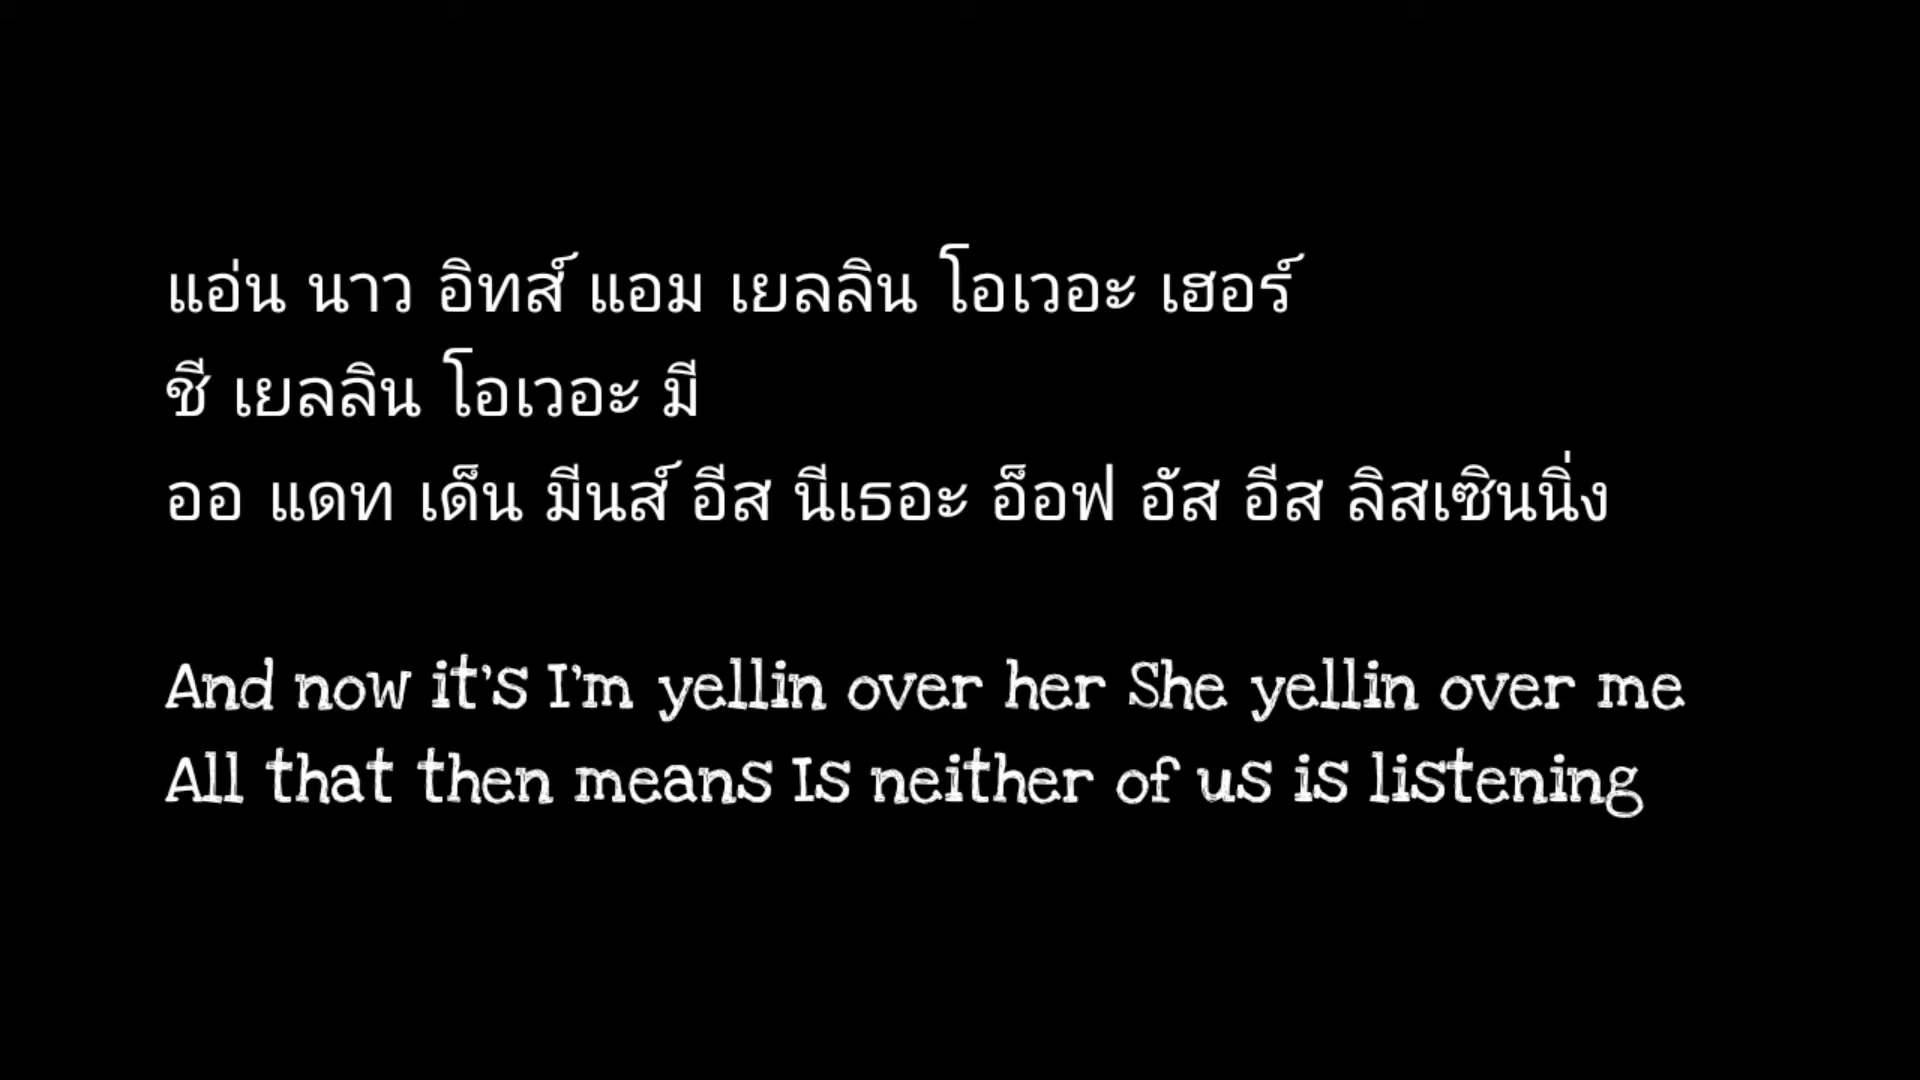 แอ่น นาว อิทส์ แอม เยลลิน โอเวอะ เฮอร์
ชี เยลลิน โอเวอะ มี
ออ แดท เด็น มีนส์ อีส นีเธอะ อ็อฟ อัส อีส ลิสเซินนิ่ง
And now it's I'm yellin over her She yellin over me
All that then means Is neither of us is listening